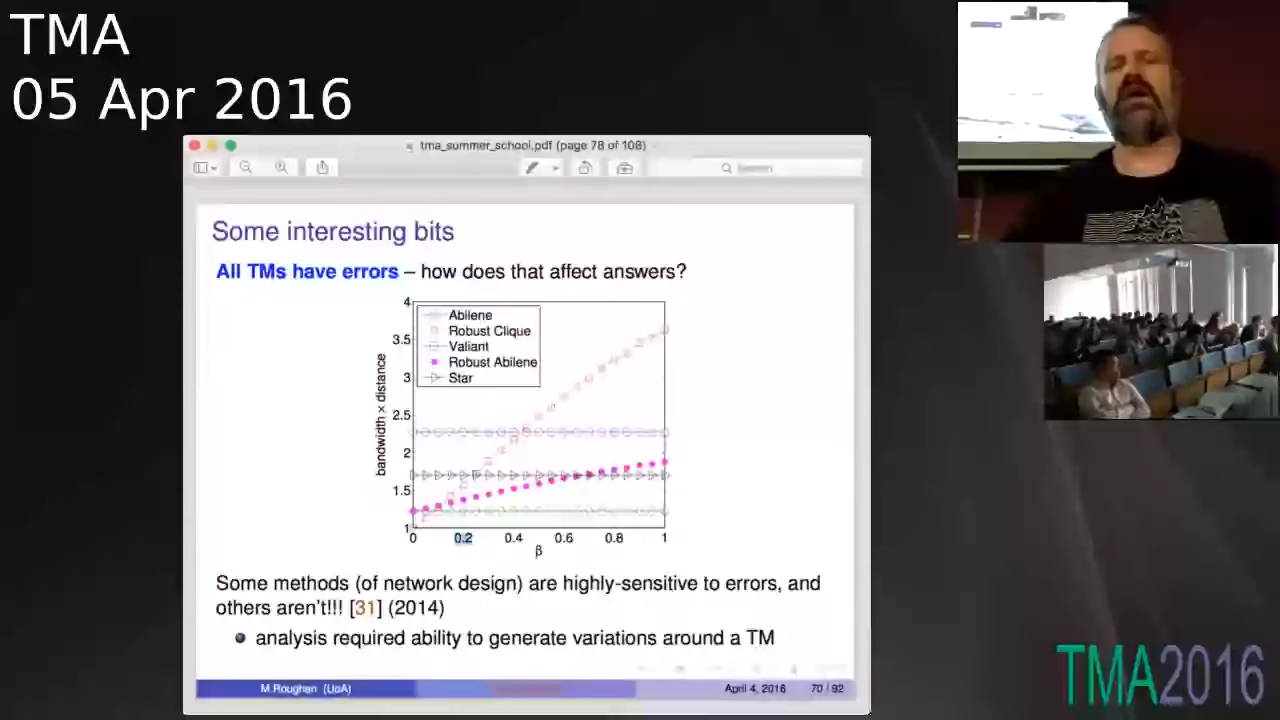 TMA
05 Apr 2016
tma_summer_school.pdf (page 78 of 108)
Search
Some interesting bits
All TMs have errors – how does that affect answers?
4
3.5
3
2.5
2
1.5
1
bandwidth × distance
Abilene
Robust Clique
Valiant
Robust Abilene
Star
0 0.2 0.4 0.6 0.8 1
β
Some methods (of network design) are highly-sensitive to errors, and
others aren't!!! [31] (2014)
analysis required ability to generate variations around a TM
M.Roughan (UoA) April 4, 2016 70 / 92
TMA2016